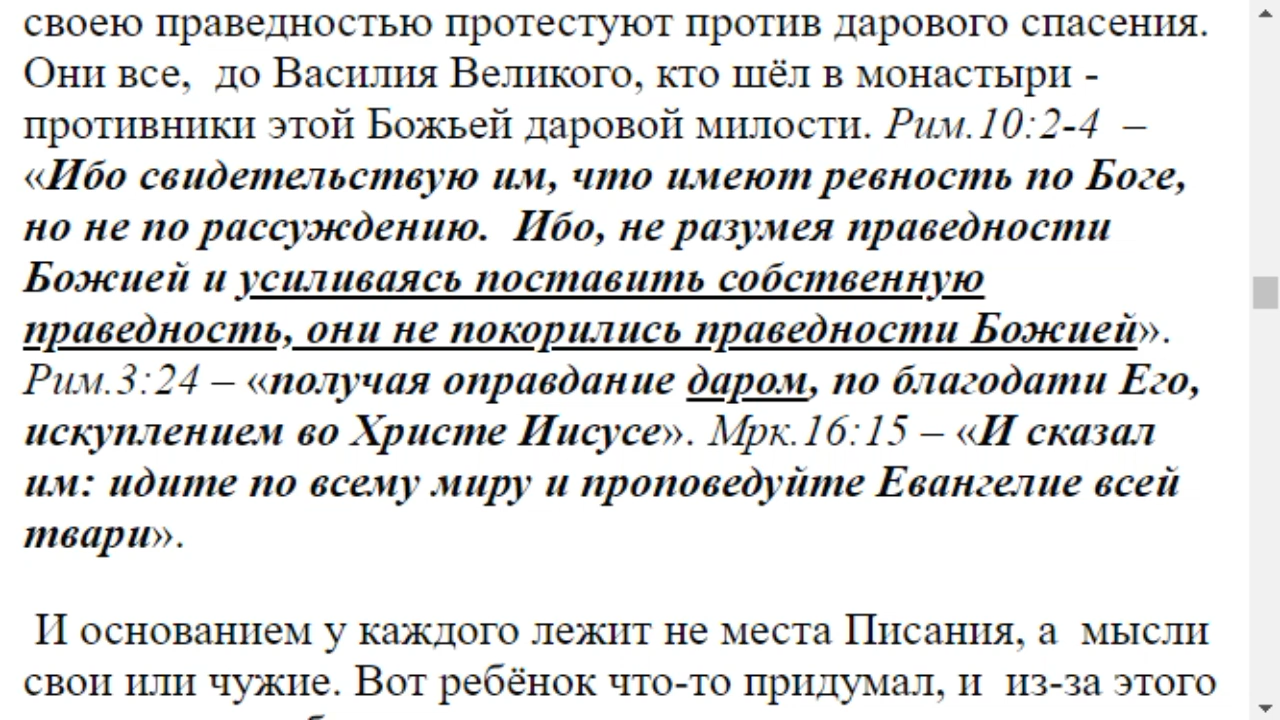 своею праведностью протестуют против дарового спасения.
Они все,  до Василия Великого, кто шёл в монастыри -
противники этой Божьей даровой милости. Рим.10:2-4  –
«Ибо свидетельствую им, что имеют ревность по Боге,
но не по рассуждению.  Ибо, не разумея праведности
Божией и усиливаясь поставить собственную
праведность, они не покорились праведности Божией».
Рим.3:24 – «получая оправдание даром, по благодати Его,
искуплением во Христе Иисусе». Мрк.16:15 – «И сказал
им: идите по всему миру и проповедуйте Евангелие всей
твари».
И основанием у каждого лежит не места Писания, а  мысли
свои или чужие. Вот ребёнок что-то придумал, и  из-за этого